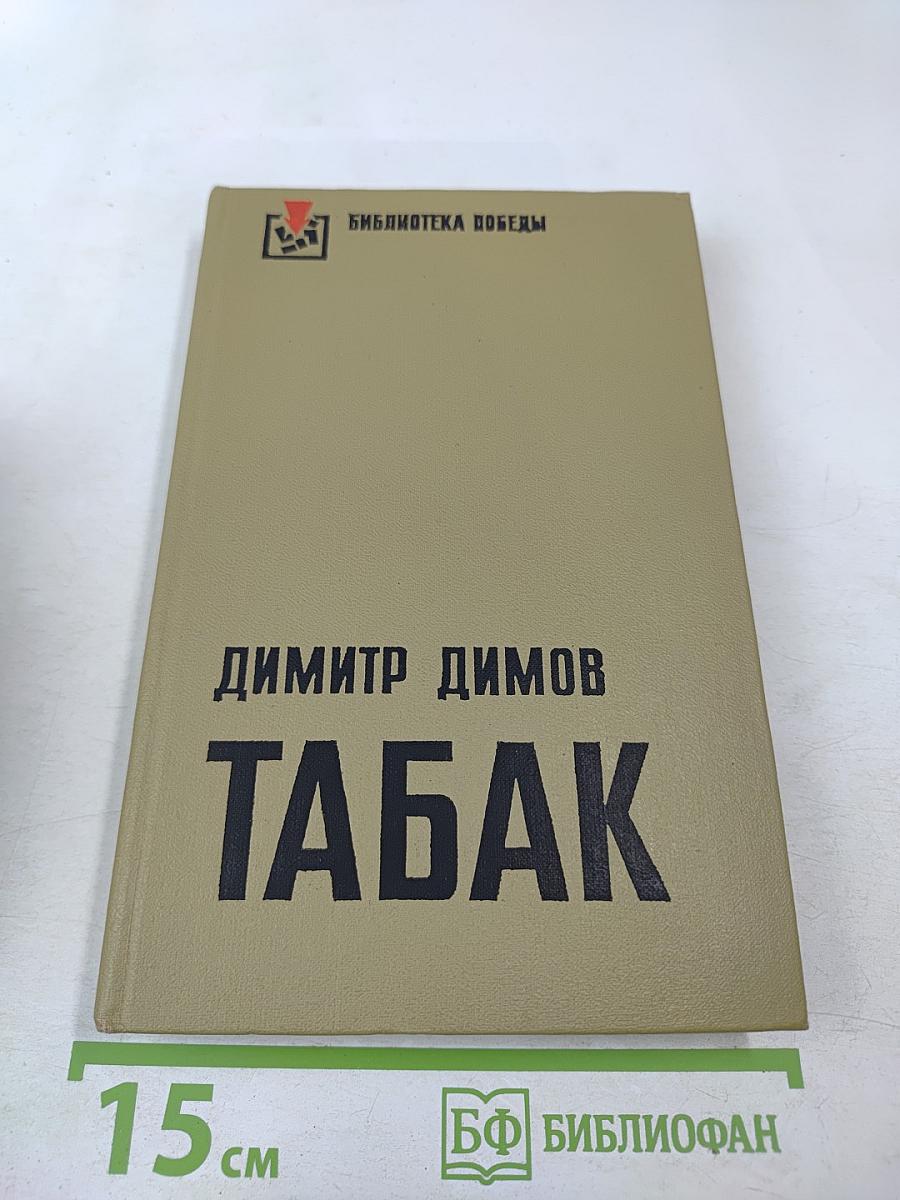 БИБЛИОТЕКА ПОБЕДЫ
ДИМИТР ДИМОВ
ТАБАК
15 см
БФ БИБЛИОФАН